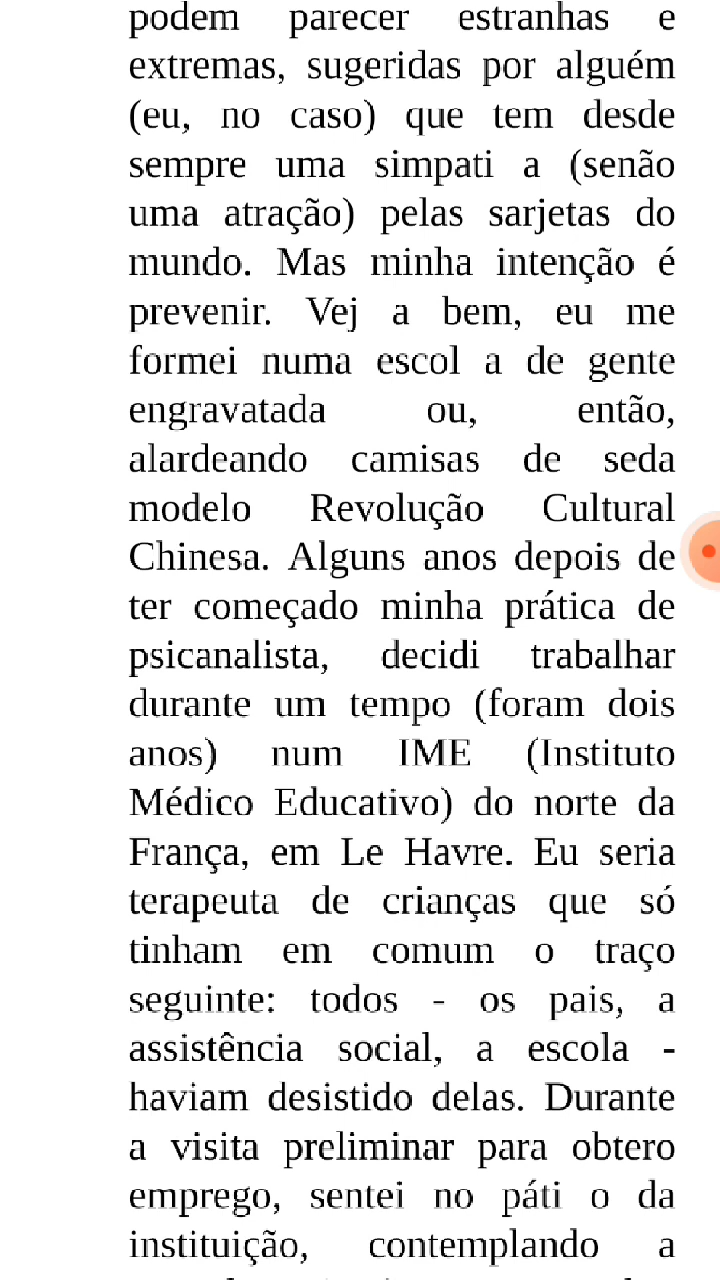 podem parecer estranhas e
extremas, sugeridas por alguém
(eu, no caso) que tem desde
sempre uma simpati a (senão
uma atração) pelas sarjetas do
mundo. Mas minha intenção é
prevenir. Vej a bem, eu me
formei numa escol a de gente
engravatada ou, então,
alardeando camisas de seda
modelo Revolução Cultural
Chinesa. Alguns anos depois de
ter começado minha prática de
psicanalista, decidi trabalhar
durante um tempo (foram dois
anos) num IME (Instituto
Médico Educativo) do norte da
França, em Le Havre. Eu seria
terapeuta de crianças que só
tinham em comum o traço
seguinte: todos - os pais, a
assistência social, a escola -
haviam desistido delas. Durante
a visita preliminar para obtero
emprego, sentei no páti o da
instituição, contemplando a